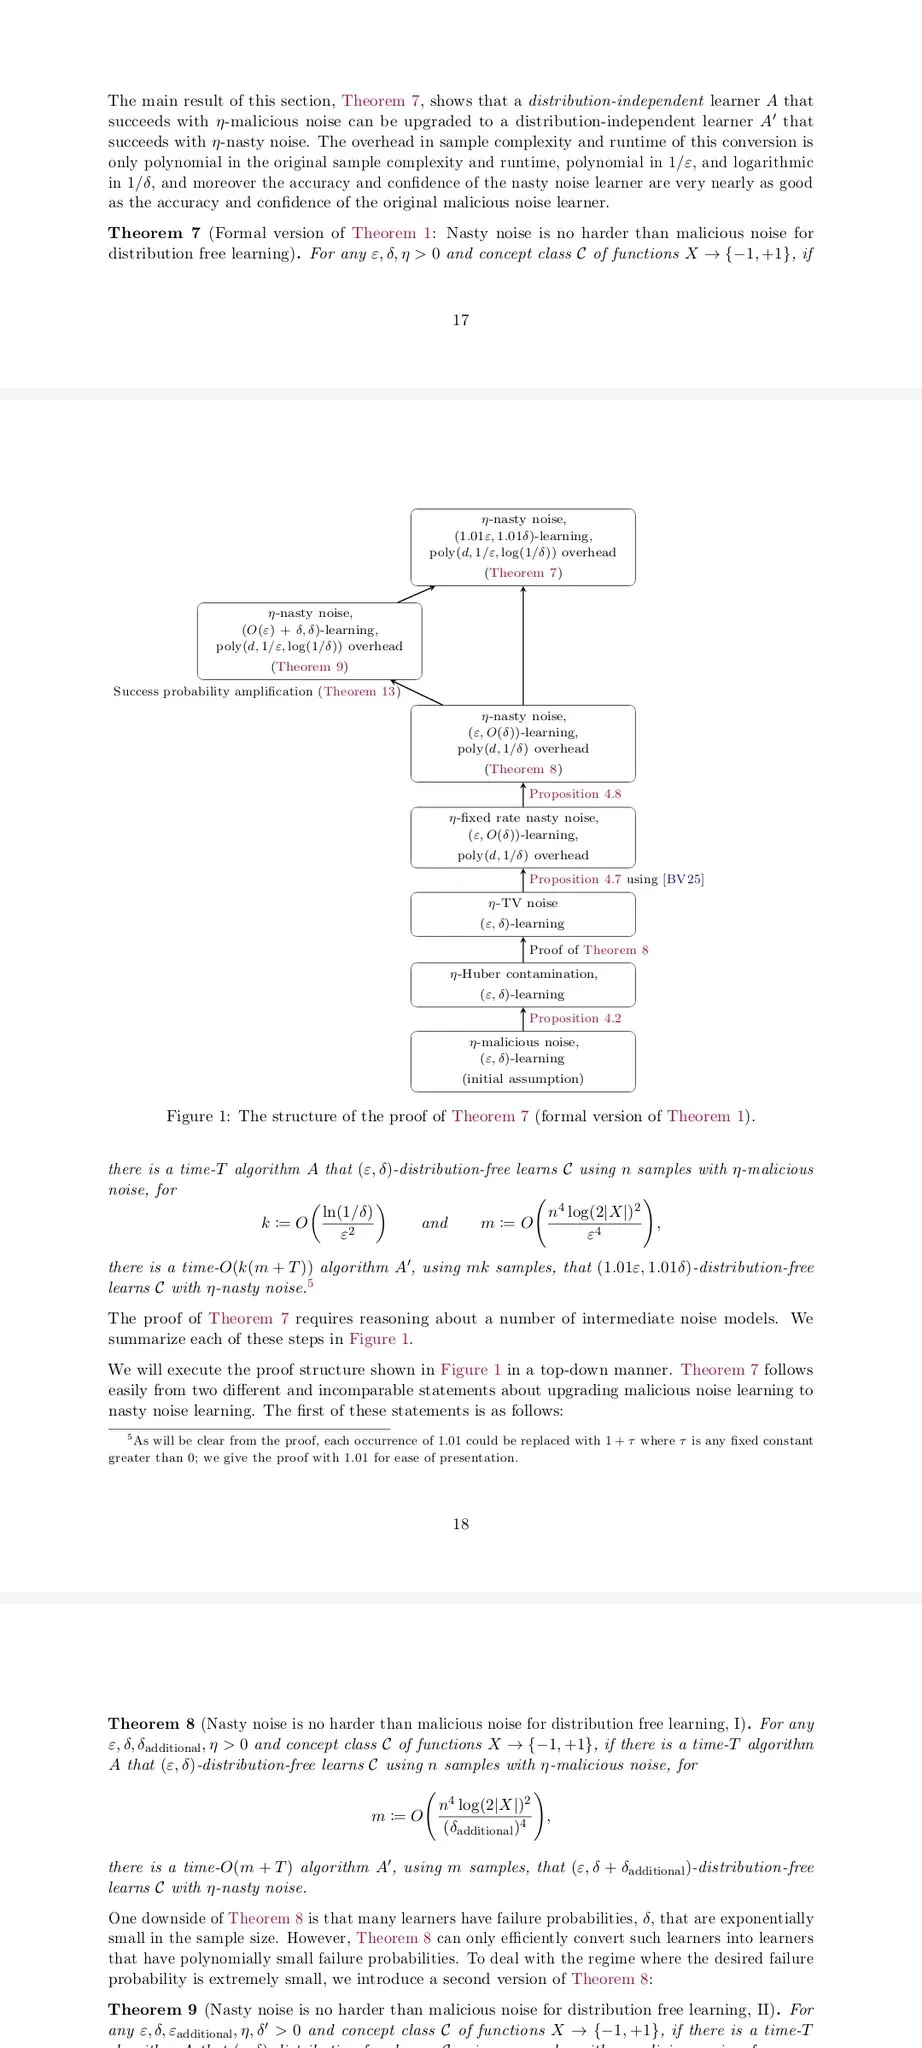 The main result of this section, Theorem 7, shows that a distribution-independent learner A that
succeeds with η-malicious noise can be upgraded to a distribution-independent learner A′ that
succeeds with η-nasty noise. The overhead in sample complexity and runtime of this conversion is
only polynomial in the original sample complexity and runtime, polynomial in 1/ε, and logarithmic
in 1/δ, and moreover the accuracy and confidence of the nasty noise learner are very nearly as good
as the accuracy and confidence of the original malicious noise learner.
Theorem 7 (Formal version of Theorem 1: Nasty noise is no harder than malicious noise for
distribution free learning). For any ε, δ, η > 0 and concept class C of functions X → {−1, +1}, if
17
η-nasty noise,
(1.01ε, 1.01δ)-learning,
poly(d, 1/ε, log(1/δ)) overhead
(Theorem 7)
η-nasty noise,
(O(ε) + δ, δ)-learning,
poly(d, 1/ε, log(1/δ)) overhead
(Theorem 9)
Success probability amplification (Theorem 13)
η-nasty noise,
(ε, O(δ))-learning,
poly(d, 1/δ) overhead
(Theorem 8)
Proposition 4.8
η-fixed rate nasty noise,
(ε, O(δ))-learning,
poly(d, 1/δ) overhead
Proposition 4.7 using [BV25]
η-TV noise
(ε, δ)-learning
Proof of Theorem 8
η-Huber contamination,
(ε, δ)-learning
Proposition 4.2
η-malicious noise,
(ε, δ)-learning
(initial assumption)
Figure 1: The structure of the proof of Theorem 7 (formal version of Theorem 1).
there is a time-T algorithm A that (ε, δ)-distribution-free learns C using n samples with η-malicious
noise, for
k := O(ln(1/δ)/ε²) and m := O(n⁴ log(2|X|)²/ε⁴),
there is a time-O(k(m + T)) algorithm A′, using mk samples, that (1.01ε, 1.01δ)-distribution-free
learns C with η-nasty noise.⁵
The proof of Theorem 7 requires reasoning about a number of intermediate noise models. We
summarize each of these steps in Figure 1.
We will execute the proof structure shown in Figure 1 in a top-down manner. Theorem 7 follows
easily from two different and incomparable statements about upgrading malicious noise learning to
nasty noise learning. The first of these statements is as follows:
⁵As will be clear from the proof, each occurrence of 1.01 could be replaced with 1 + τ where τ is any fixed constant
greater than 0; we give the proof with 1.01 for ease of presentation.
18
Theorem 8 (Nasty noise is no harder than malicious noise for distribution free learning, I). For any
ε, δ, δadditional, η > 0 and concept class C of functions X → {−1, +1}, if there is a time-T algorithm
A that (ε, δ)-distribution-free learns C using n samples with η-malicious noise, for
m := O(n⁴ log(2|X|)²/(δadditional)⁴),
there is a time-O(m + T) algorithm A′, using m samples, that (ε, δ + δadditional)-distribution-free
learns C with η-nasty noise.
One downside of Theorem 8 is that many learners have failure probabilities, δ, that are exponentially
small in the sample size. However, Theorem 8 can only efficiently convert such learners into learners
that have polynomially small failure probabilities. To deal with the regime where the desired failure
probability is extremely small, we introduce a second version of Theorem 8:
Theorem 9 (Nasty noise is no harder than malicious noise for distribution free learning, II). For
any ε, δ, εadditional, η, δ′ > 0 and concept class C of functions X → {−1, +1}, if there is a time-T